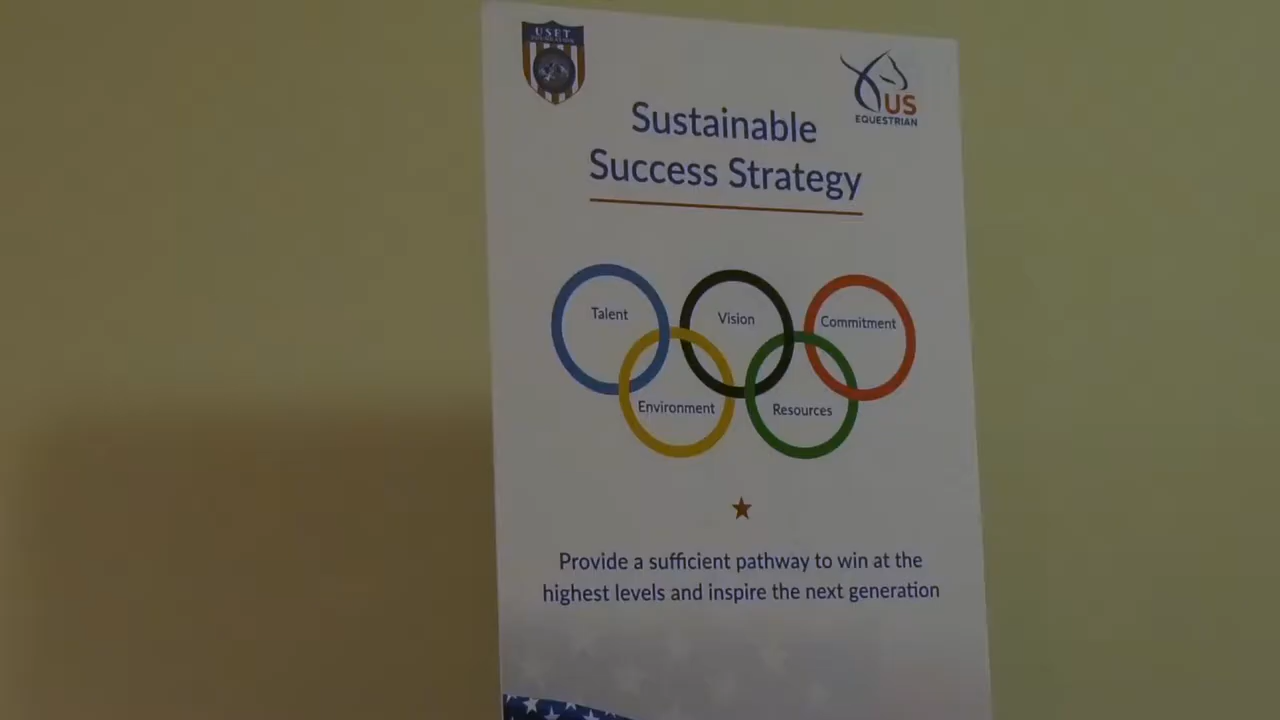 USET
FOUNDATION
US
EQUESTRIAN
Sustainable
Success Strategy
Talent
Vision
Commitment
Environment
Resources
Provide a sufficient pathway to win at the
highest levels and inspire the next generation